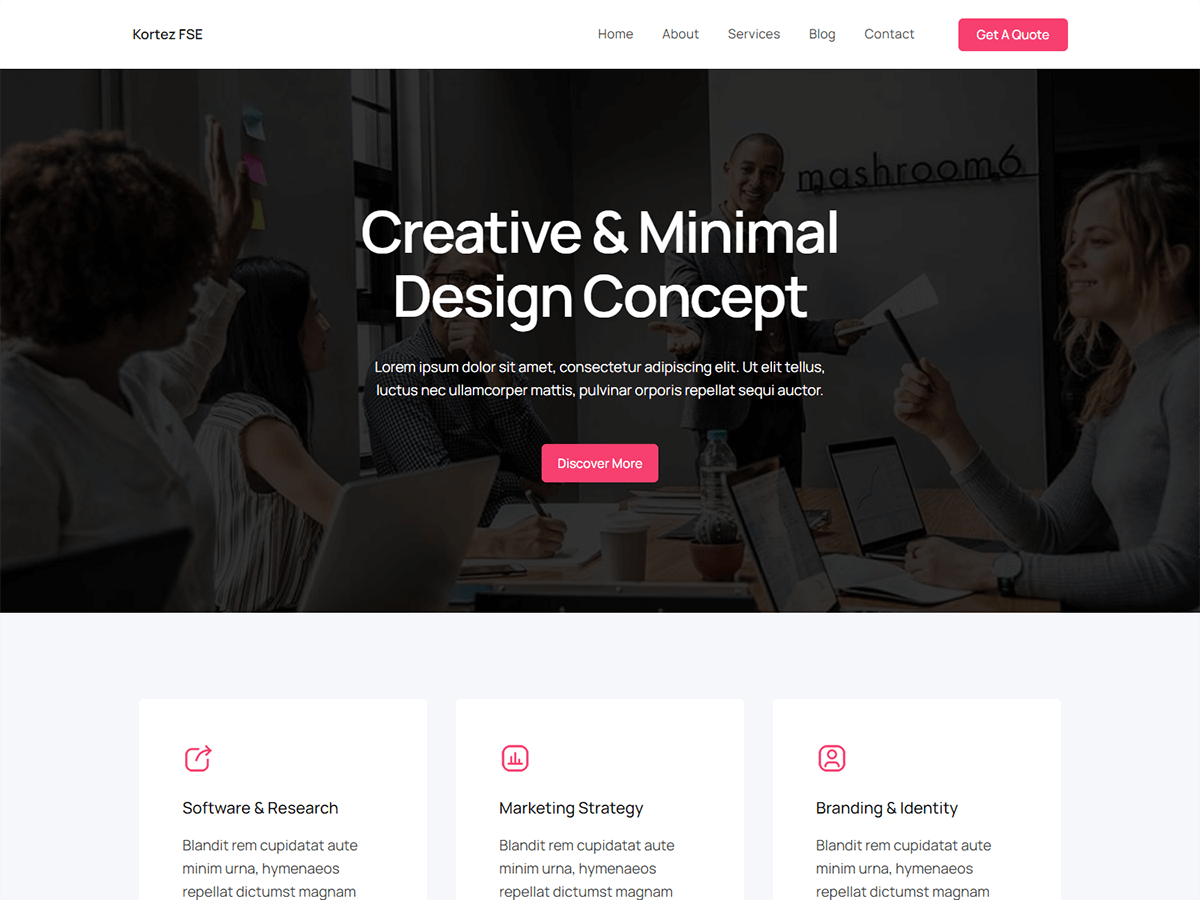 Kortez FSE
Home About Services Blog Contact Get A Quote
mashroom6
Creative & Minimal
Design Concept
Lorem ipsum dolor sit amet, consectetur adipiscing elit. Ut elit tellus,
luctus nec ullamcorper mattis, pulvinar orporis repellat sequi auctor.
Discover More
Software & Research
Blandit rem cupidatat aute
minim urna, hymenaeos
repellat dictumst magnam
Marketing Strategy
Blandit rem cupidatat aute
minim urna, hymenaeos
repellat dictumst magnam
Branding & Identity
Blandit rem cupidatat aute
minim urna, hymenaeos
repellat dictumst magnam